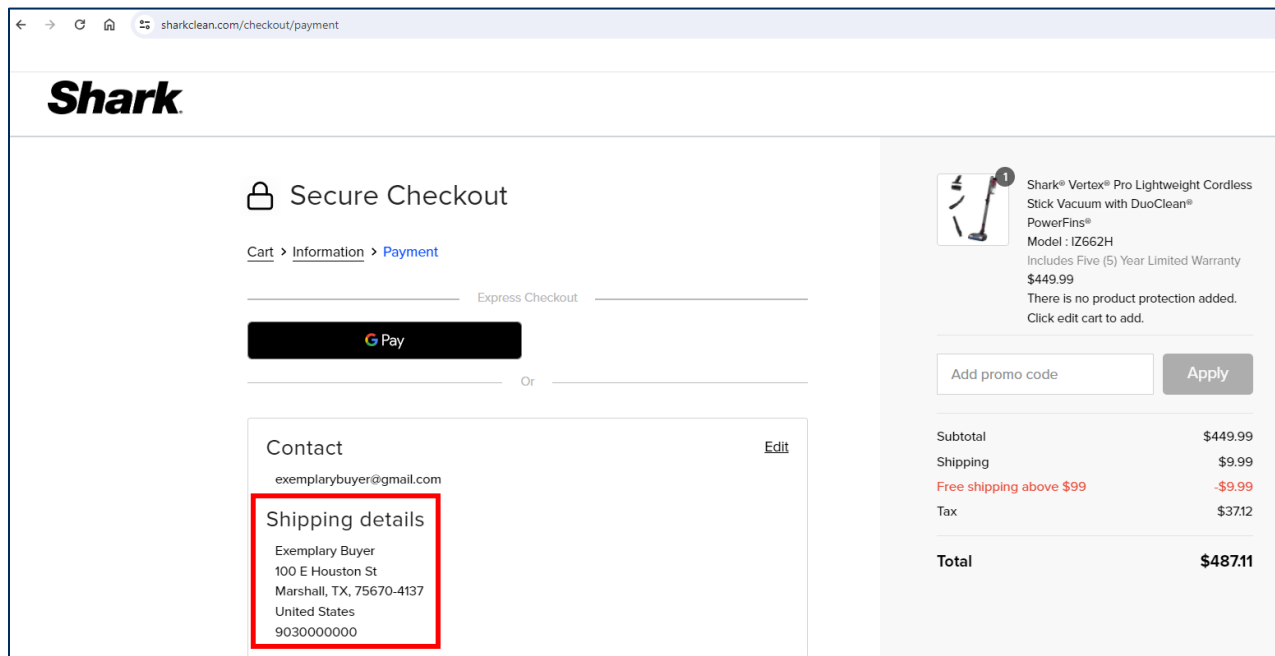 sharkclean.com/checkout/payment
Shark
Secure Checkout
Cart > Information > Payment
Express Checkout
G Pay
Or
Contact
Edit
exemplarybuyer@gmail.com
Shipping details
Exemplary Buyer
100 E Houston St
Marshall, TX, 75670-4137
United States
9030000000
1
Shark® Vertex® Pro Lightweight Cordless
Stick Vacuum with DuoClean®
PowerFins®
Model : IZ662H
Includes Five (5) Year Limited Warranty
$449.99
There is no product protection added.
Click edit cart to add.
Add promo code
Apply
Subtotal $449.99
Shipping $9.99
Free shipping above $99 -$9.99
Tax $37.12
Total $487.11